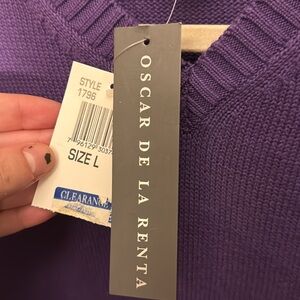 STYLE
1796
SIZE L
CLEARANCE
OSCAR DE LA RENTA